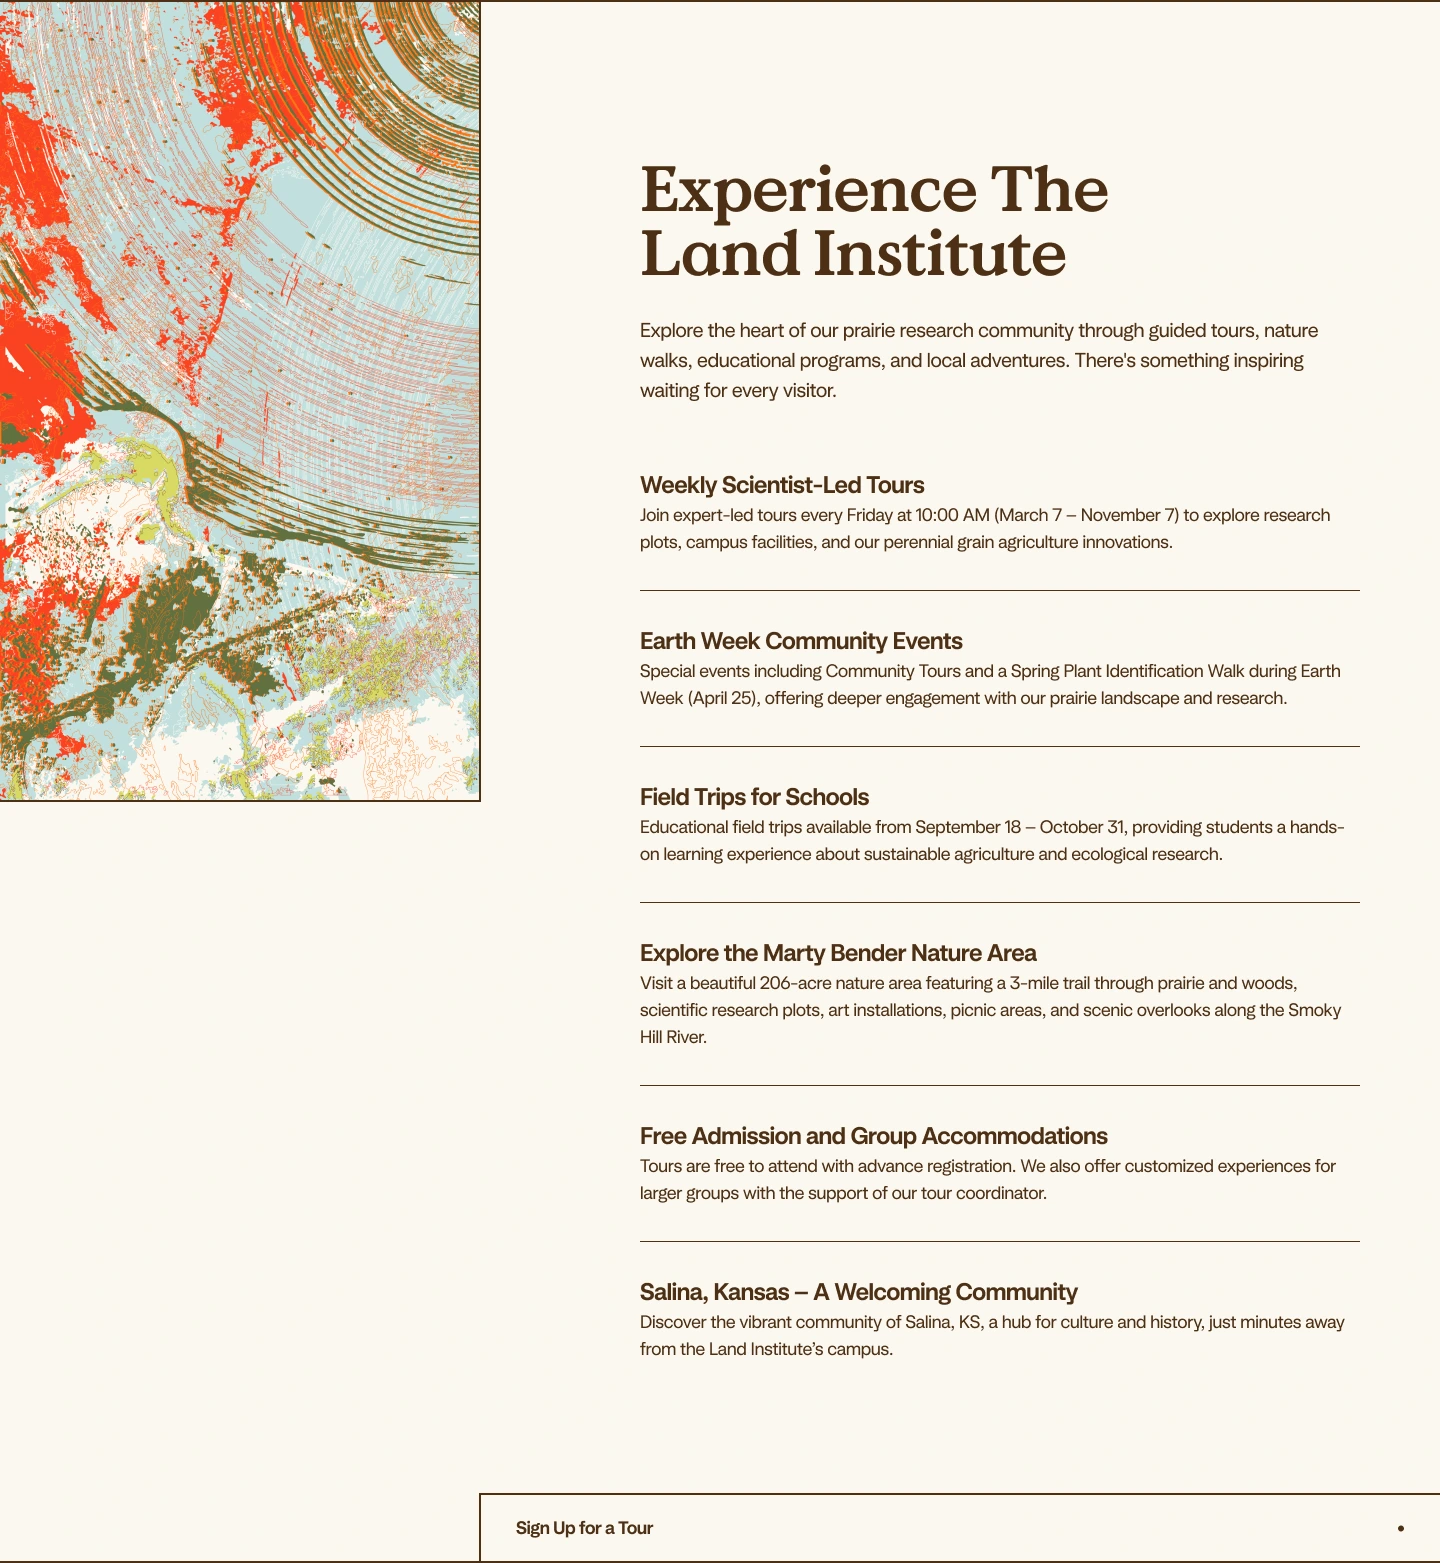 Experience The
Land Institute
Explore the heart of our prairie research community through guided tours, nature
walks, educational programs, and local adventures. There's something inspiring
waiting for every visitor.
Weekly Scientist-Led Tours
Join expert-led tours every Friday at 10:00 AM (March 7 – November 7) to explore research
plots, campus facilities, and our perennial grain agriculture innovations.
Earth Week Community Events
Special events including Community Tours and a Spring Plant Identification Walk during Earth
Week (April 25), offering deeper engagement with our prairie landscape and research.
Field Trips for Schools
Educational field trips available from September 18 – October 31, providing students a hands-
on learning experience about sustainable agriculture and ecological research.
Explore the Marty Bender Nature Area
Visit a beautiful 206-acre nature area featuring a 3-mile trail through prairie and woods,
scientific research plots, art installations, picnic areas, and scenic overlooks along the Smoky
Hill River.
Free Admission and Group Accommodations
Tours are free to attend with advance registration. We also offer customized experiences for
larger groups with the support of our tour coordinator.
Salina, Kansas – A Welcoming Community
Discover the vibrant community of Salina, KS, a hub for culture and history, just minutes away
from the Land Institute’s campus.
Sign Up for a Tour